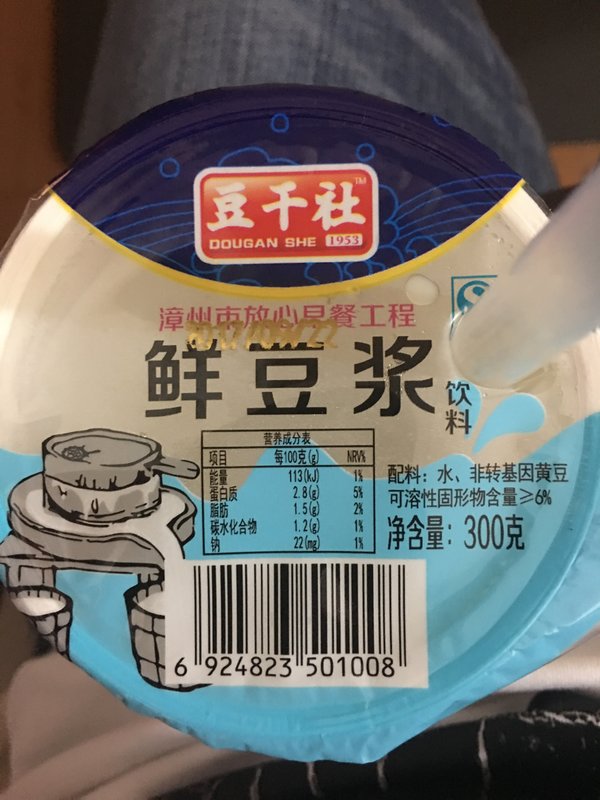 豆干社™
DOUGAN SHE 1953
漳州市放心早餐工程
鲜豆浆
饮料
营养成分表
项目 每100克(g) NRV%
能量 113(kJ) 1%
蛋白质 2.8(g) 5%
脂肪 1.5(g) 2%
碳水化合物 1.2(g) 1%
钠 22(mg) 1%
配料：水、非转基因黄豆
可溶性固形物含量≥6%
净含量：300克
6 924823 501008